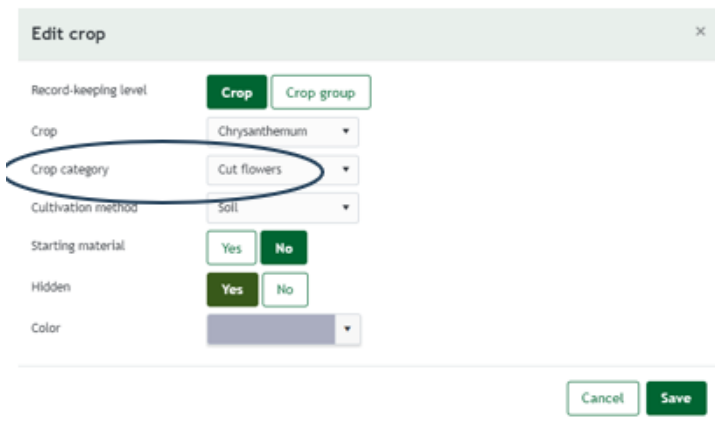 Edit crop ×
Record-keeping level Crop Crop group
Crop Chrysanthemum
Crop category Cut flowers
Cultivation method Soil
Starting material Yes No
Hidden Yes No
Color
Cancel Save